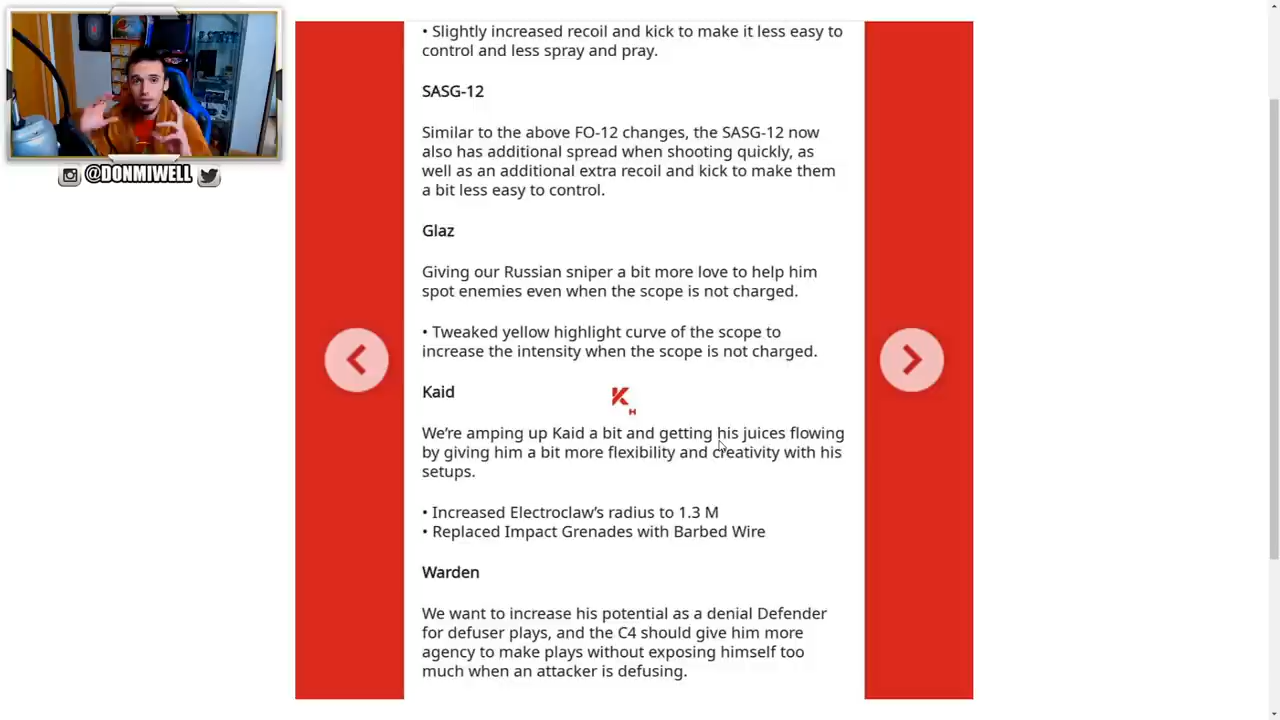 • Slightly increased recoil and kick to make it less easy to
control and less spray and pray.
SASG-12
Similar to the above FO-12 changes, the SASG-12 now
also has additional spread when shooting quickly, as
well as an additional extra recoil and kick to make them
a bit less easy to control.
Glaz
Giving our Russian sniper a bit more love to help him
spot enemies even when the scope is not charged.
• Tweaked yellow highlight curve of the scope to
increase the intensity when the scope is not charged.
Kaid
K
H
We’re amping up Kaid a bit and getting his juices flowing
by giving him a bit more flexibility and creativity with his
setups.
• Increased Electroclaw’s radius to 1.3 M
• Replaced Impact Grenades with Barbed Wire
Warden
We want to increase his potential as a denial Defender
for defuser plays, and the C4 should give him more
agency to make plays without exposing himself too
much when an attacker is defusing.
@DONMIWELL